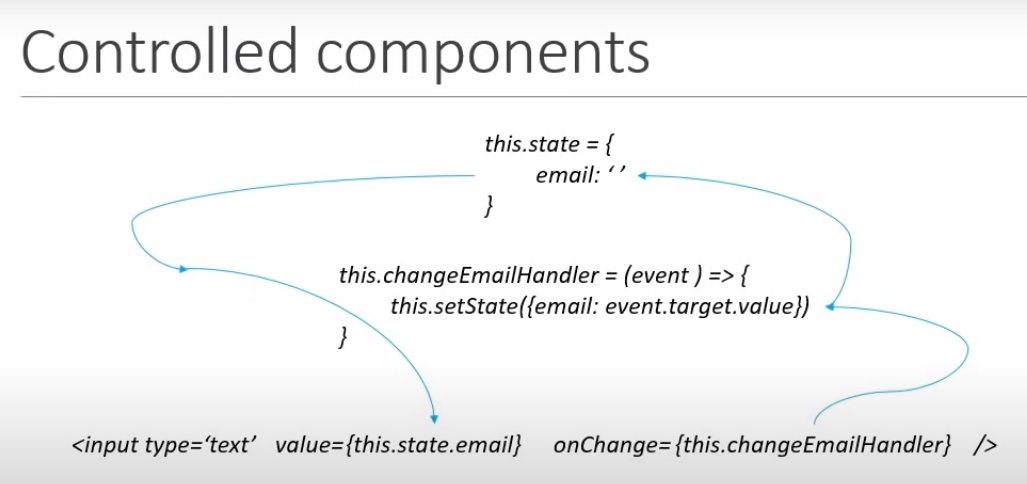 Controlled components
this.state = {
email: ‘ ’
}
this.changeEmailHandler = (event ) => {
this.setState({email: event.target.value})
}
<input type=‘text’ value={this.state.email} onChange={this.changeEmailHandler} />